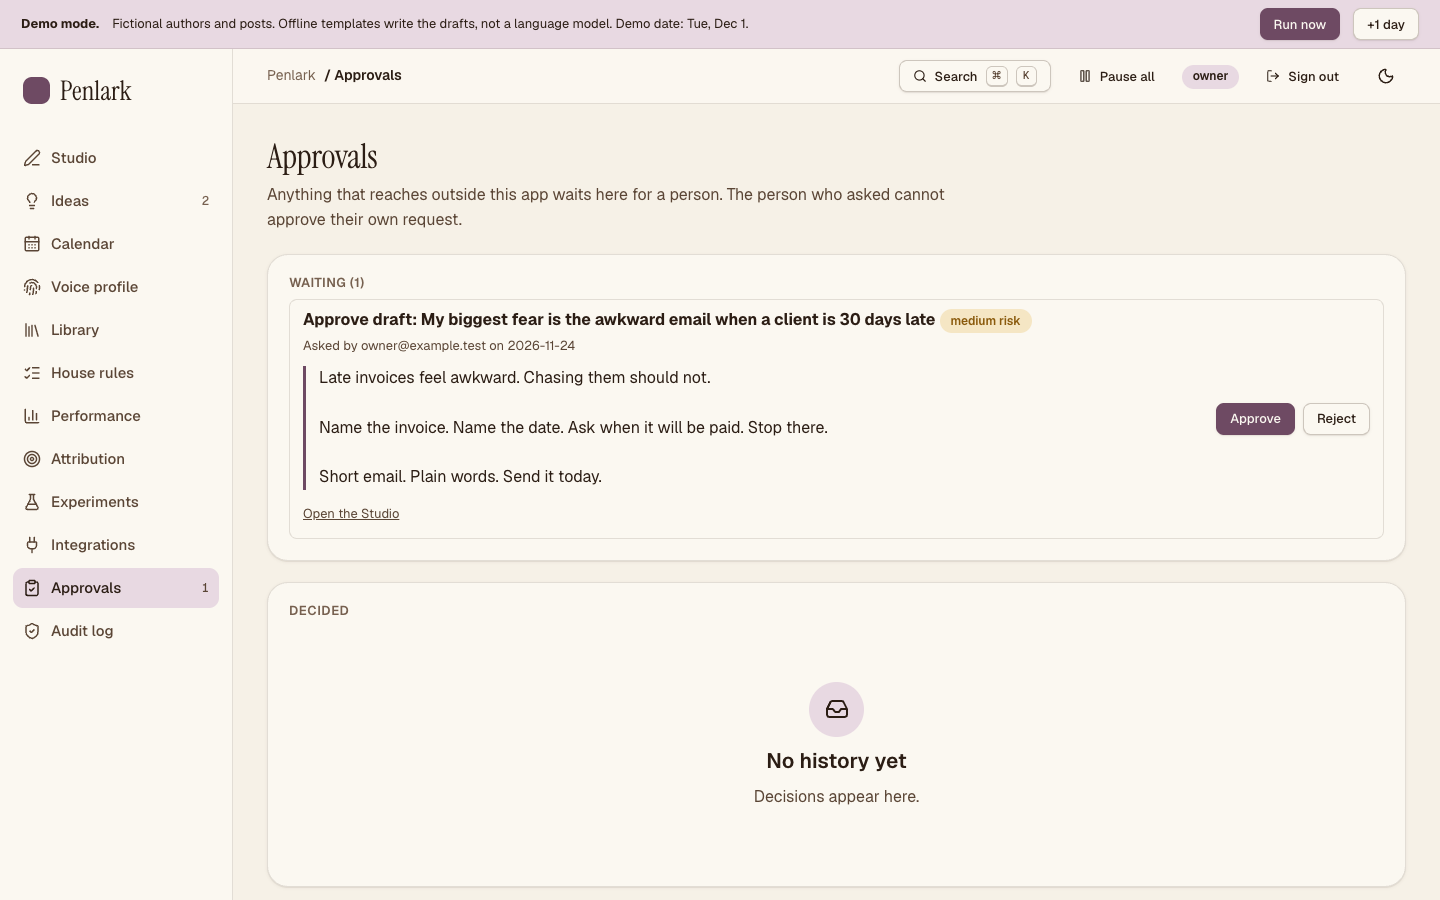 Demo mode. Fictional authors and posts. Offline templates write the drafts, not a language model. Demo date: Tue, Dec 1.
Run now
+1 day
Penlark
Penlark / Approvals
Search ⌘ K
Pause all
owner
Sign out
Studio
Ideas 2
Calendar
Voice profile
Library
House rules
Performance
Attribution
Experiments
Integrations
Approvals 1
Audit log
Approvals
Anything that reaches outside this app waits here for a person. The person who asked cannot
approve their own request.
WAITING (1)
Approve draft: My biggest fear is the awkward email when a client is 30 days late medium risk
Asked by owner@example.test on 2026-11-24
Late invoices feel awkward. Chasing them should not.
Name the invoice. Name the date. Ask when it will be paid. Stop there.
Short email. Plain words. Send it today.
Open the Studio
Approve
Reject
DECIDED
No history yet
Decisions appear here.